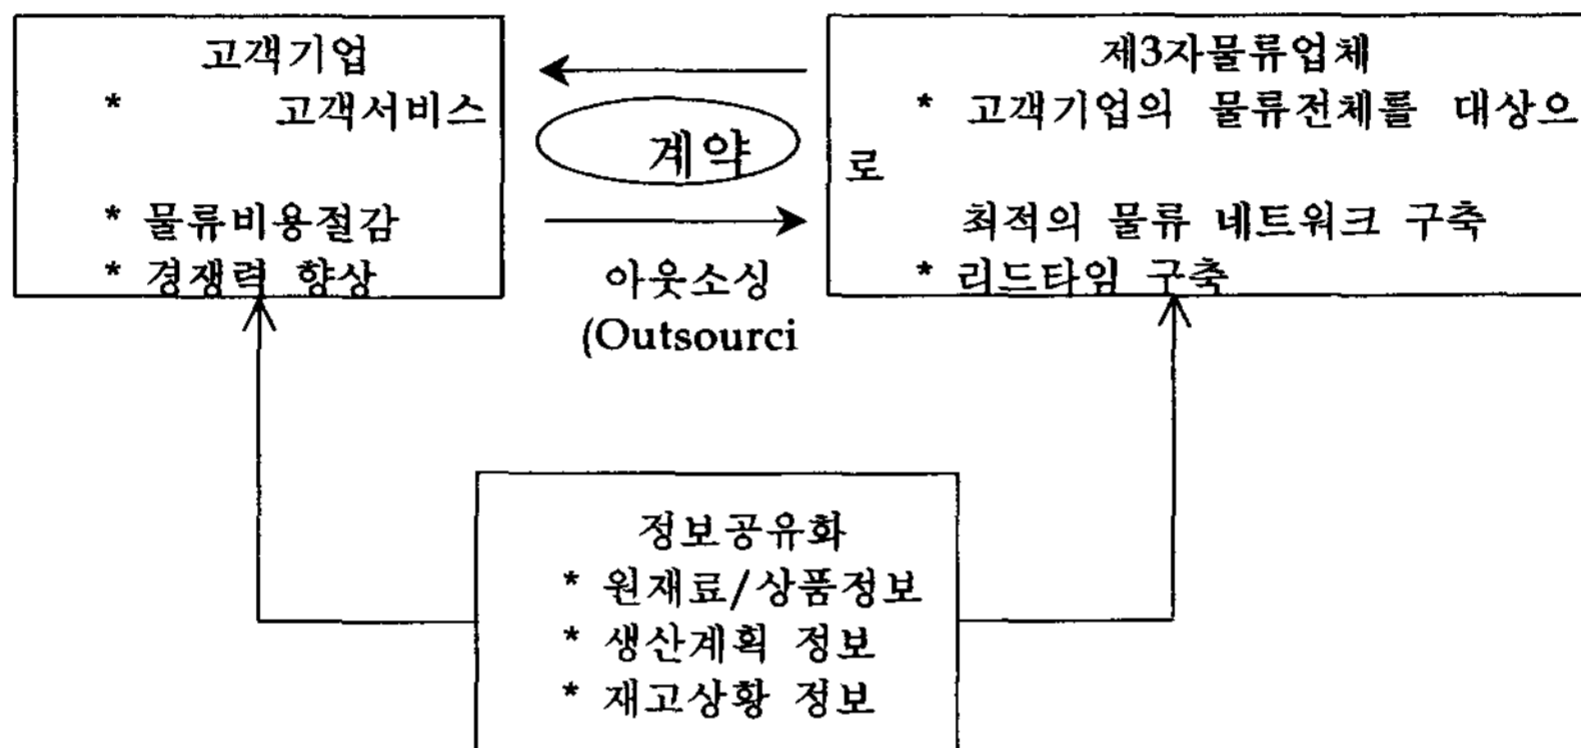 고객기업
* 고객서비스
* 물류비용절감
* 경쟁력 향상
계약
아웃소싱
(Outsourci
제3자물류업체
* 고객기업의 물류전체를 대상으
로
최적의 물류 네트워크 구축
* 리드타임 구축
정보공유화
* 원재료/상품정보
* 생산계획 정보
* 재고상황 정보